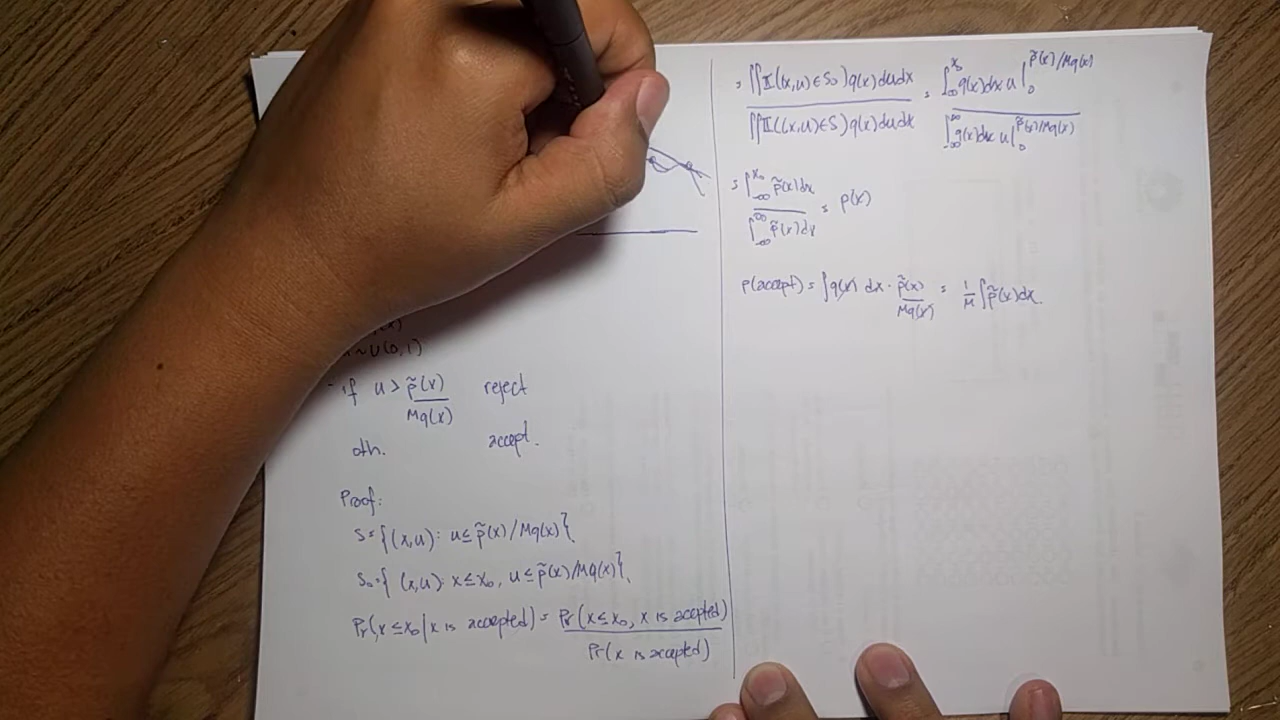 ~U(0,1)
- if u > p̃(x) / Mq(x) reject
oth. accept.
Proof:
S = {(x,u): u ≤ p̃(x)/Mq(x)}.
S₀ = {(x,u): x ≤ x₀, u ≤ p̃(x)/Mq(x)}.
Pr(x ≤ x₀ | x is accepted) = Pr(x ≤ x₀, x is accepted)
Pr(x is accepted)
= ∬𝕀((x,u)∈S₀)q(x)dudx = ∫_{-∞}^{x₀} q(x)dx u|₀^{p̃(x)/Mq(x)}
∬𝕀((x,u)∈S)q(x)dudx ∫_{-∞}^{∞} q(x)dx u|₀^{p̃(x)/Mq(x)}
= ∫_{-∞}^{x₀} p̃(x)dx
∫_{-∞}^{∞} p̃(x)dx = p(x)
p(accept) = ∫q(x) dx · p̃(x) / Mq(x) = 1/M ∫p̃(x)dx.